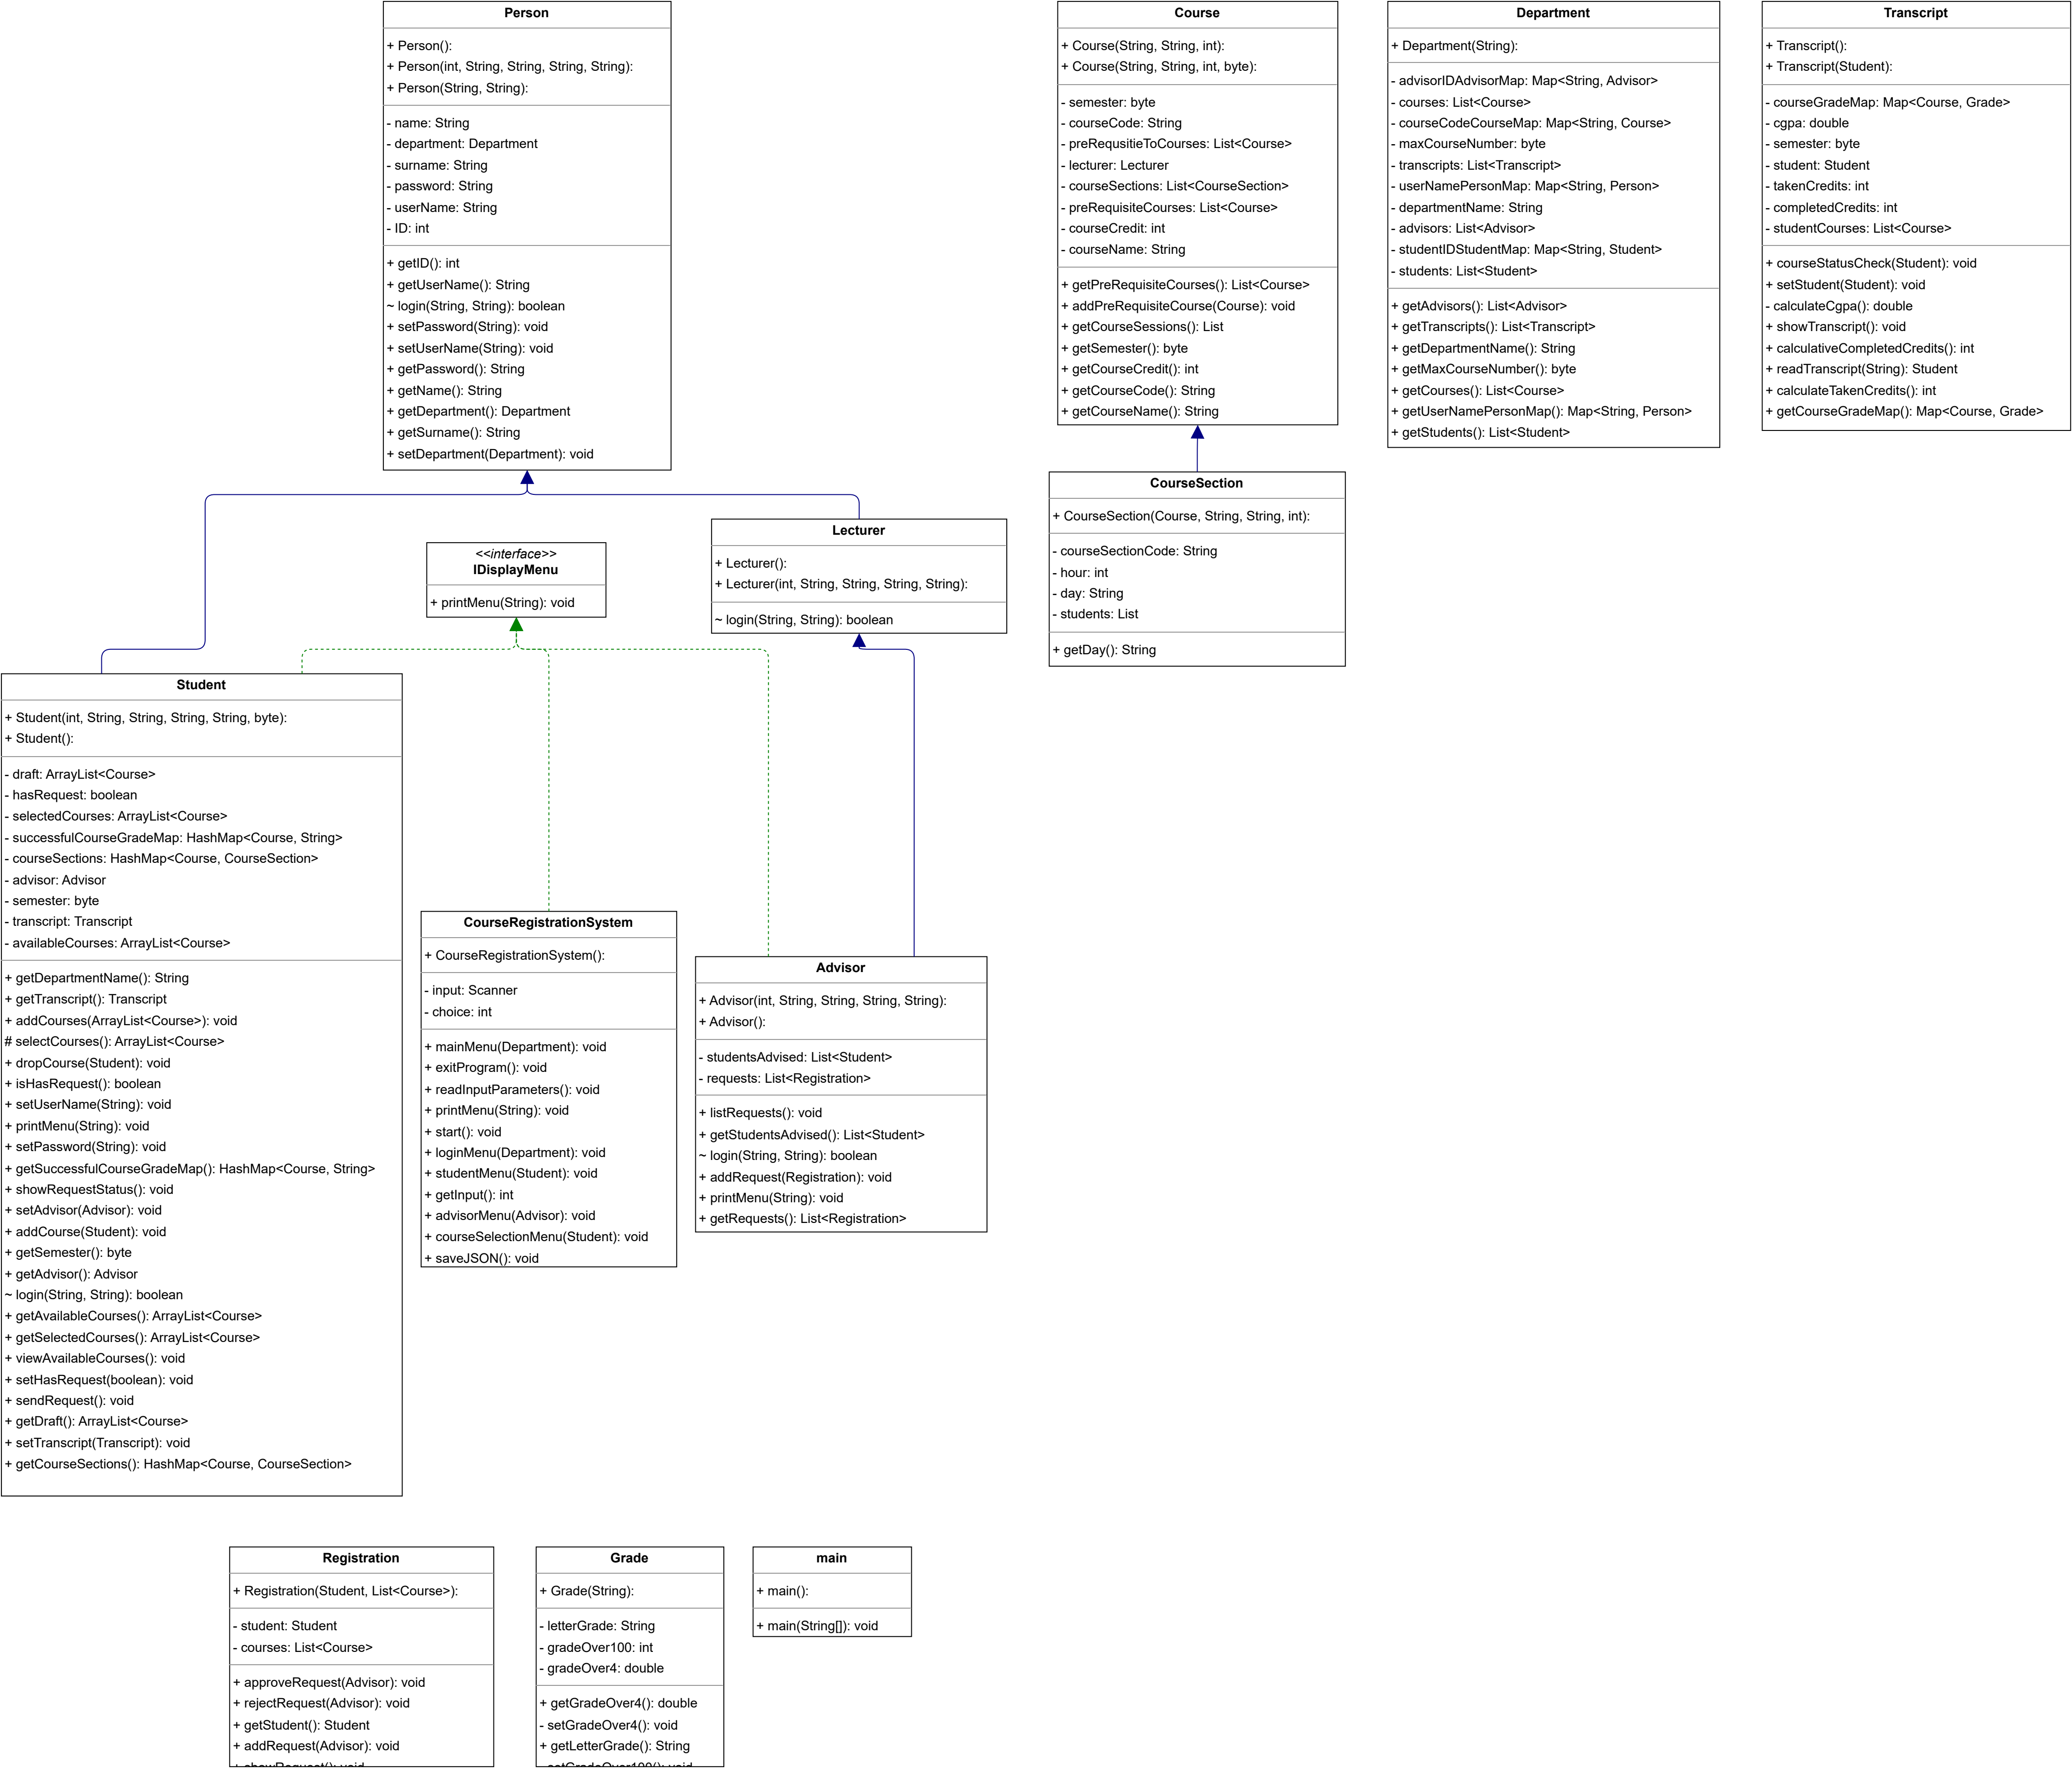 Person
+ Person():
+ Person(int, String, String, String, String):
+ Person(String, String):
- name: String
- department: Department
- surname: String
- password: String
- userName: String
- ID: int
+ getID(): int
+ getUserName(): String
~ login(String, String): boolean
+ setPassword(String): void
+ setUserName(String): void
+ getPassword(): String
+ getName(): String
+ getDepartment(): Department
+ getSurname(): String
+ setDepartment(Department): void
Course
+ Course(String, String, int):
+ Course(String, String, int, byte):
- semester: byte
- courseCode: String
- preRequsitieToCourses: List<Course>
- lecturer: Lecturer
- courseSections: List<CourseSection>
- preRequisiteCourses: List<Course>
- courseCredit: int
- courseName: String
+ getPreRequisiteCourses(): List<Course>
+ addPreRequisiteCourse(Course): void
+ getCourseSessions(): List
+ getSemester(): byte
+ getCourseCredit(): int
+ getCourseCode(): String
+ getCourseName(): String
Department
+ Department(String):
- advisorIDAdvisorMap: Map<String, Advisor>
- courses: List<Course>
- courseCodeCourseMap: Map<String, Course>
- maxCourseNumber: byte
- transcripts: List<Transcript>
- userNamePersonMap: Map<String, Person>
- departmentName: String
- advisors: List<Advisor>
- studentIDStudentMap: Map<String, Student>
- students: List<Student>
+ getAdvisors(): List<Advisor>
+ getTranscripts(): List<Transcript>
+ getDepartmentName(): String
+ getMaxCourseNumber(): byte
+ getCourses(): List<Course>
+ getUserNamePersonMap(): Map<String, Person>
+ getStudents(): List<Student>
Transcript
+ Transcript():
+ Transcript(Student):
- courseGradeMap: Map<Course, Grade>
- cgpa: double
- semester: byte
- student: Student
- takenCredits: int
- completedCredits: int
- studentCourses: List<Course>
+ courseStatusCheck(Student): void
+ setStudent(Student): void
- calculateCgpa(): double
+ showTranscript(): void
+ calculativeCompletedCredits(): int
+ readTranscript(String): Student
+ calculateTakenCredits(): int
+ getCourseGradeMap(): Map<Course, Grade>
<<interface>>
IDisplayMenu
+ printMenu(String): void
Lecturer
+ Lecturer():
+ Lecturer(int, String, String, String, String):
~ login(String, String): boolean
CourseSection
+ CourseSection(Course, String, String, int):
- courseSectionCode: String
- hour: int
- day: String
- students: List
+ getDay(): String
Student
+ Student(int, String, String, String, String, byte):
+ Student():
- draft: ArrayList<Course>
- hasRequest: boolean
- selectedCourses: ArrayList<Course>
- successfulCourseGradeMap: HashMap<Course, String>
- courseSections: HashMap<Course, CourseSection>
- advisor: Advisor
- semester: byte
- transcript: Transcript
- availableCourses: ArrayList<Course>
+ getDepartmentName(): String
+ getTranscript(): Transcript
+ addCourses(ArrayList<Course>): void
# selectCourses(): ArrayList<Course>
+ dropCourse(Student): void
+ isHasRequest(): boolean
+ setUserName(String): void
+ printMenu(String): void
+ setPassword(String): void
+ getSuccessfulCourseGradeMap(): HashMap<Course, String>
+ showRequestStatus(): void
+ setAdvisor(Advisor): void
+ addCourse(Student): void
+ getSemester(): byte
+ getAdvisor(): Advisor
~ login(String, String): boolean
+ getAvailableCourses(): ArrayList<Course>
+ getSelectedCourses(): ArrayList<Course>
+ viewAvailableCourses(): void
+ setHasRequest(boolean): void
+ sendRequest(): void
+ getDraft(): ArrayList<Course>
+ setTranscript(Transcript): void
+ getCourseSections(): HashMap<Course, CourseSection>
CourseRegistrationSystem
+ CourseRegistrationSystem():
- input: Scanner
- choice: int
+ mainMenu(Department): void
+ exitProgram(): void
+ readInputParameters(): void
+ printMenu(String): void
+ start(): void
+ loginMenu(Department): void
+ studentMenu(Student): void
+ getInput(): int
+ advisorMenu(Advisor): void
+ courseSelectionMenu(Student): void
+ saveJSON(): void
Advisor
+ Advisor(int, String, String, String, String):
+ Advisor():
- studentsAdvised: List<Student>
- requests: List<Registration>
+ listRequests(): void
+ getStudentsAdvised(): List<Student>
~ login(String, String): boolean
+ addRequest(Registration): void
+ printMenu(String): void
+ getRequests(): List<Registration>
Registration
+ Registration(Student, List<Course>):
- student: Student
- courses: List<Course>
+ approveRequest(Advisor): void
+ rejectRequest(Advisor): void
+ getStudent(): Student
+ addRequest(Advisor): void
Grade
+ Grade(String):
- letterGrade: String
- gradeOver100: int
- gradeOver4: double
+ getGradeOver4(): double
- setGradeOver4(): void
+ getLetterGrade(): String
main
+ main():
+ main(String[]): void